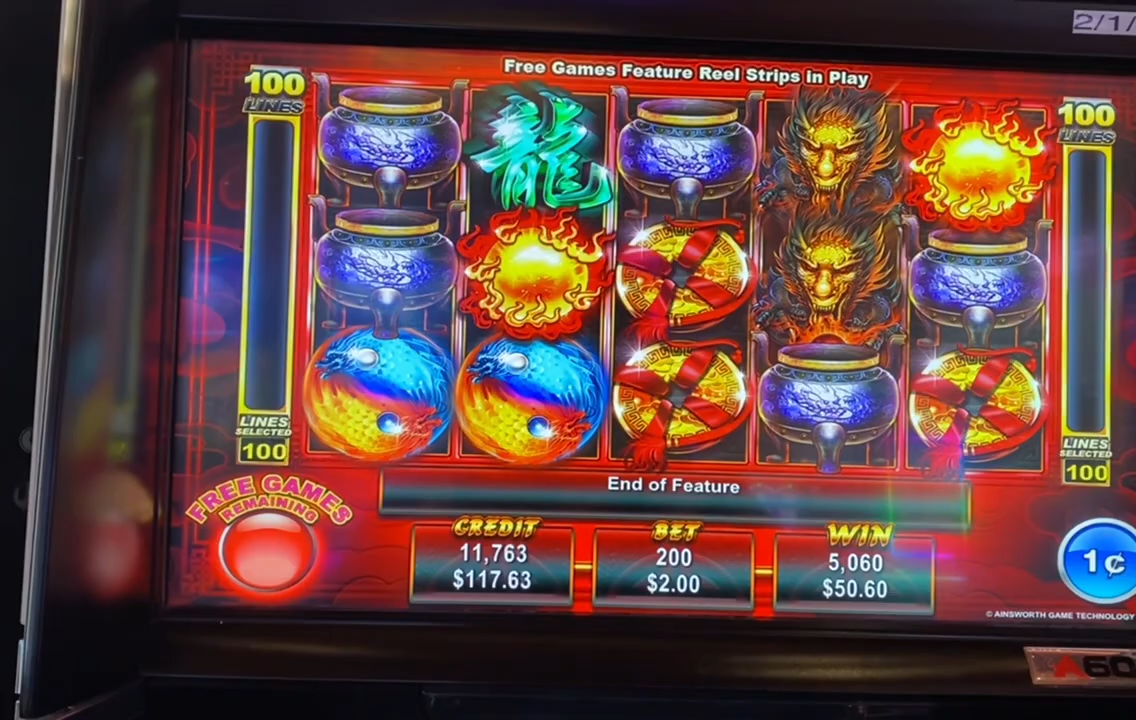 2/1/
Free Games Feature Reel Strips in Play
100
LINES
100
LINES
龍
LINES
SELECTED
100
LINES
SELECTED
100
End of Feature
FREE GAMES
REMAINING
CREDIT
11,763
$117.63
BET
200
$2.00
WIN
5,060
$50.60
1¢
© AINSWORTH GAME TECHNOLOGY
A60